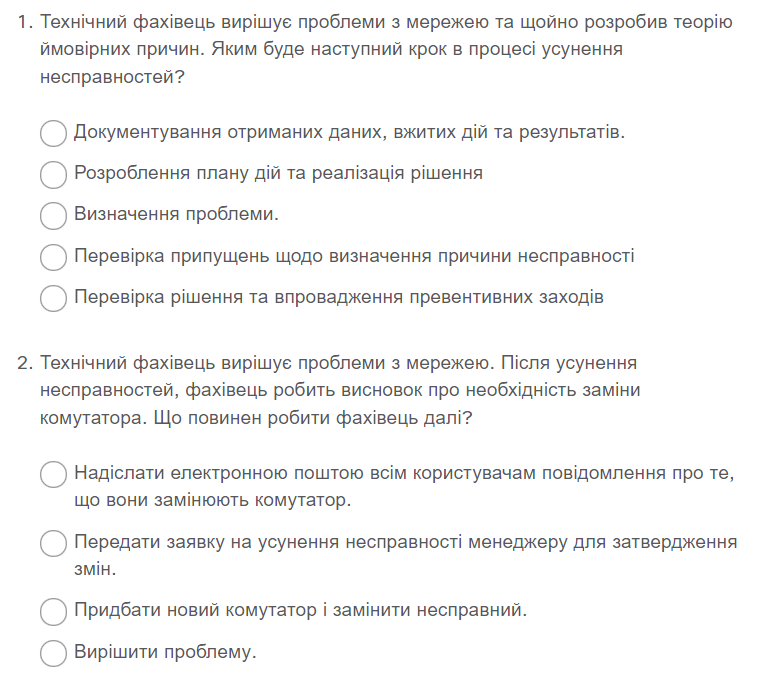 1. Технічний фахівець вирішує проблеми з мережею та щойно розробив теорію
ймовірних причин. Яким буде наступний крок в процесі усунення
несправностей?
Документування отриманих даних, вжитих дій та результатів.
Розроблення плану дій та реалізація рішення
Визначення проблеми.
Перевірка припущень щодо визначення причини несправності
Перевірка рішення та впровадження превентивних заходів
2. Технічний фахівець вирішує проблеми з мережею. Після усунення
несправностей, фахівець робить висновок про необхідність заміни
комутатора. Що повинен робити фахівець далі?
Надіслати електронною поштою всім користувачам повідомлення про те,
що вони замінюють комутатор.
Передати заявку на усунення несправності менеджеру для затвердження
змін.
Придбати новий комутатор і замінити несправний.
Вирішити проблему.